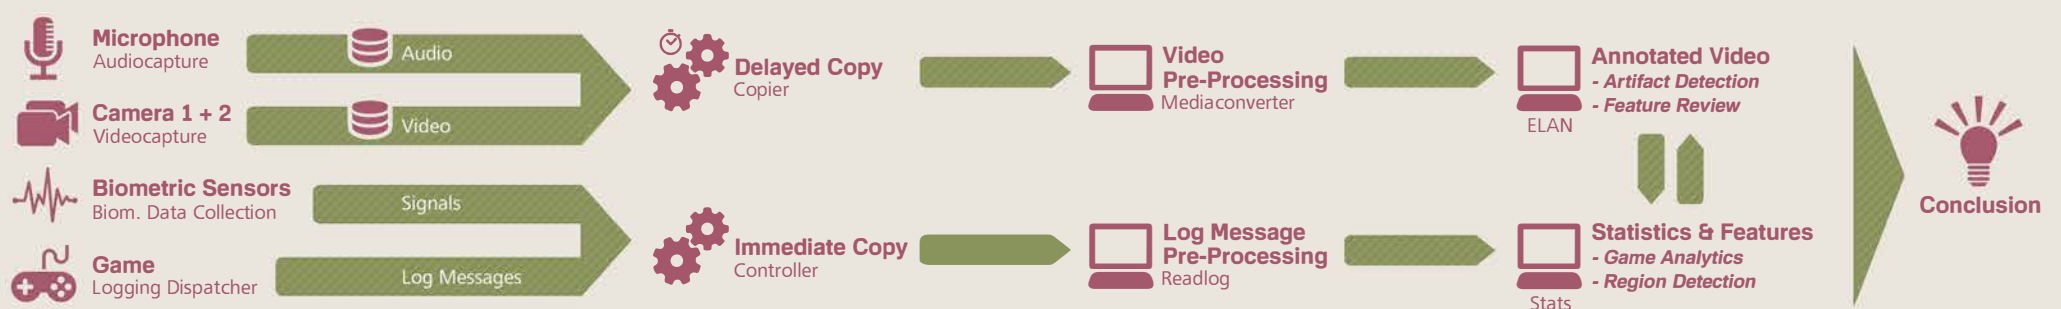 Microphone
Audiocapture
Audio
Camera 1 + 2
Videocapture
Video
Biometric Sensors
Biom. Data Collection
Signals
Game
Logging Dispatcher
Log Messages
Delayed Copy
Copier
Immediate Copy
Controller
Video
Pre-Processing
Mediaconverter
Log Message
Pre-Processing
Readlog
Annotated Video
- Artifact Detection
- Feature Review
ELAN
Statistics & Features
- Game Analytics
- Region Detection
Stats
Conclusion